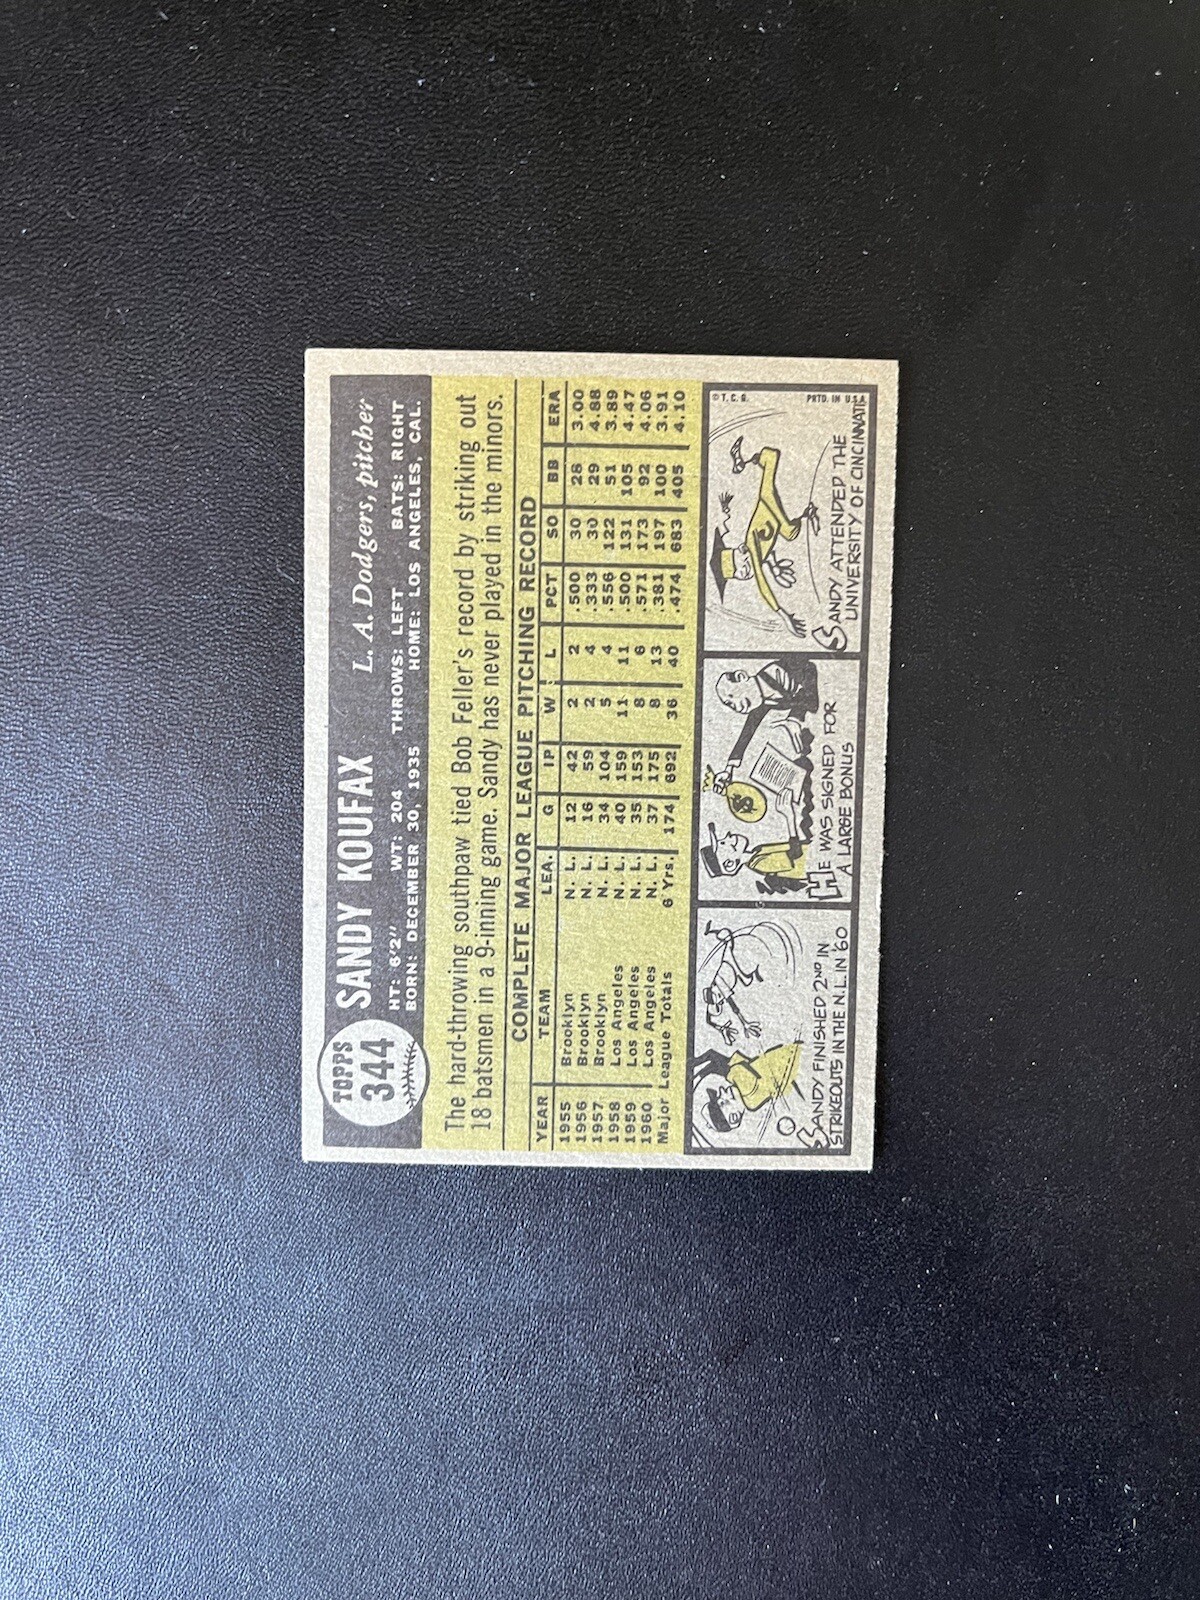 TOPPS
344
SANDY KOUFAX L. A. Dodgers, pitcher
HT: 6'2" WT: 204 THROWS: LEFT BATS: RIGHT
BORN: DECEMBER 30, 1935 HOME: LOS ANGELES, CAL.
The hard-throwing southpaw tied Bob Feller's record by striking out
18 batsmen in a 9-inning game. Sandy has never played in the minors.
COMPLETE MAJOR LEAGUE PITCHING RECORD
YEAR TEAM LEA. G IP W L PCT SO BB ERA
1955 Brooklyn N. L. 12 42 2 2 .500 30 28 3.00
1956 Brooklyn N. L. 16 59 2 4 .333 30 29 4.88
1957 Brooklyn N. L. 34 104 5 4 .556 122 51 3.89
1958 Los Angeles N. L. 40 159 11 11 .500 131 105 4.47
1959 Los Angeles N. L. 35 153 8 6 .571 173 92 4.06
1960 Los Angeles N. L. 37 175 8 13 .381 197 100 3.91
Major League Totals 6 Yrs. 174 692 36 40 .474 683 405 4.10
SANDY FINISHED 2ND IN
STRIKEOUTS IN THE N.L. IN '60
$
HE WAS SIGNED FOR
A LARGE BONUS
© T. C. G. PRTD. IN U.S.A.
C
SANDY ATTENDED THE
UNIVERSITY OF CINCINNATI